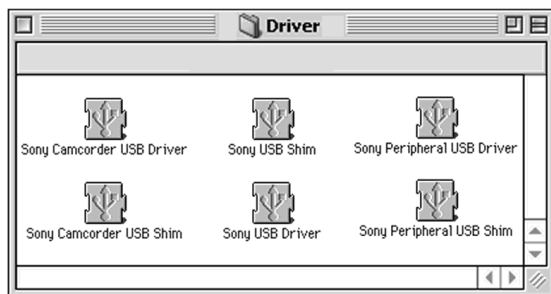 Driver
Sony Camcorder USB Driver
Sony USB Shim
Sony Peripheral USB Driver
Sony Camcorder USB Shim
Sony USB Driver
Sony Peripheral USB Shim